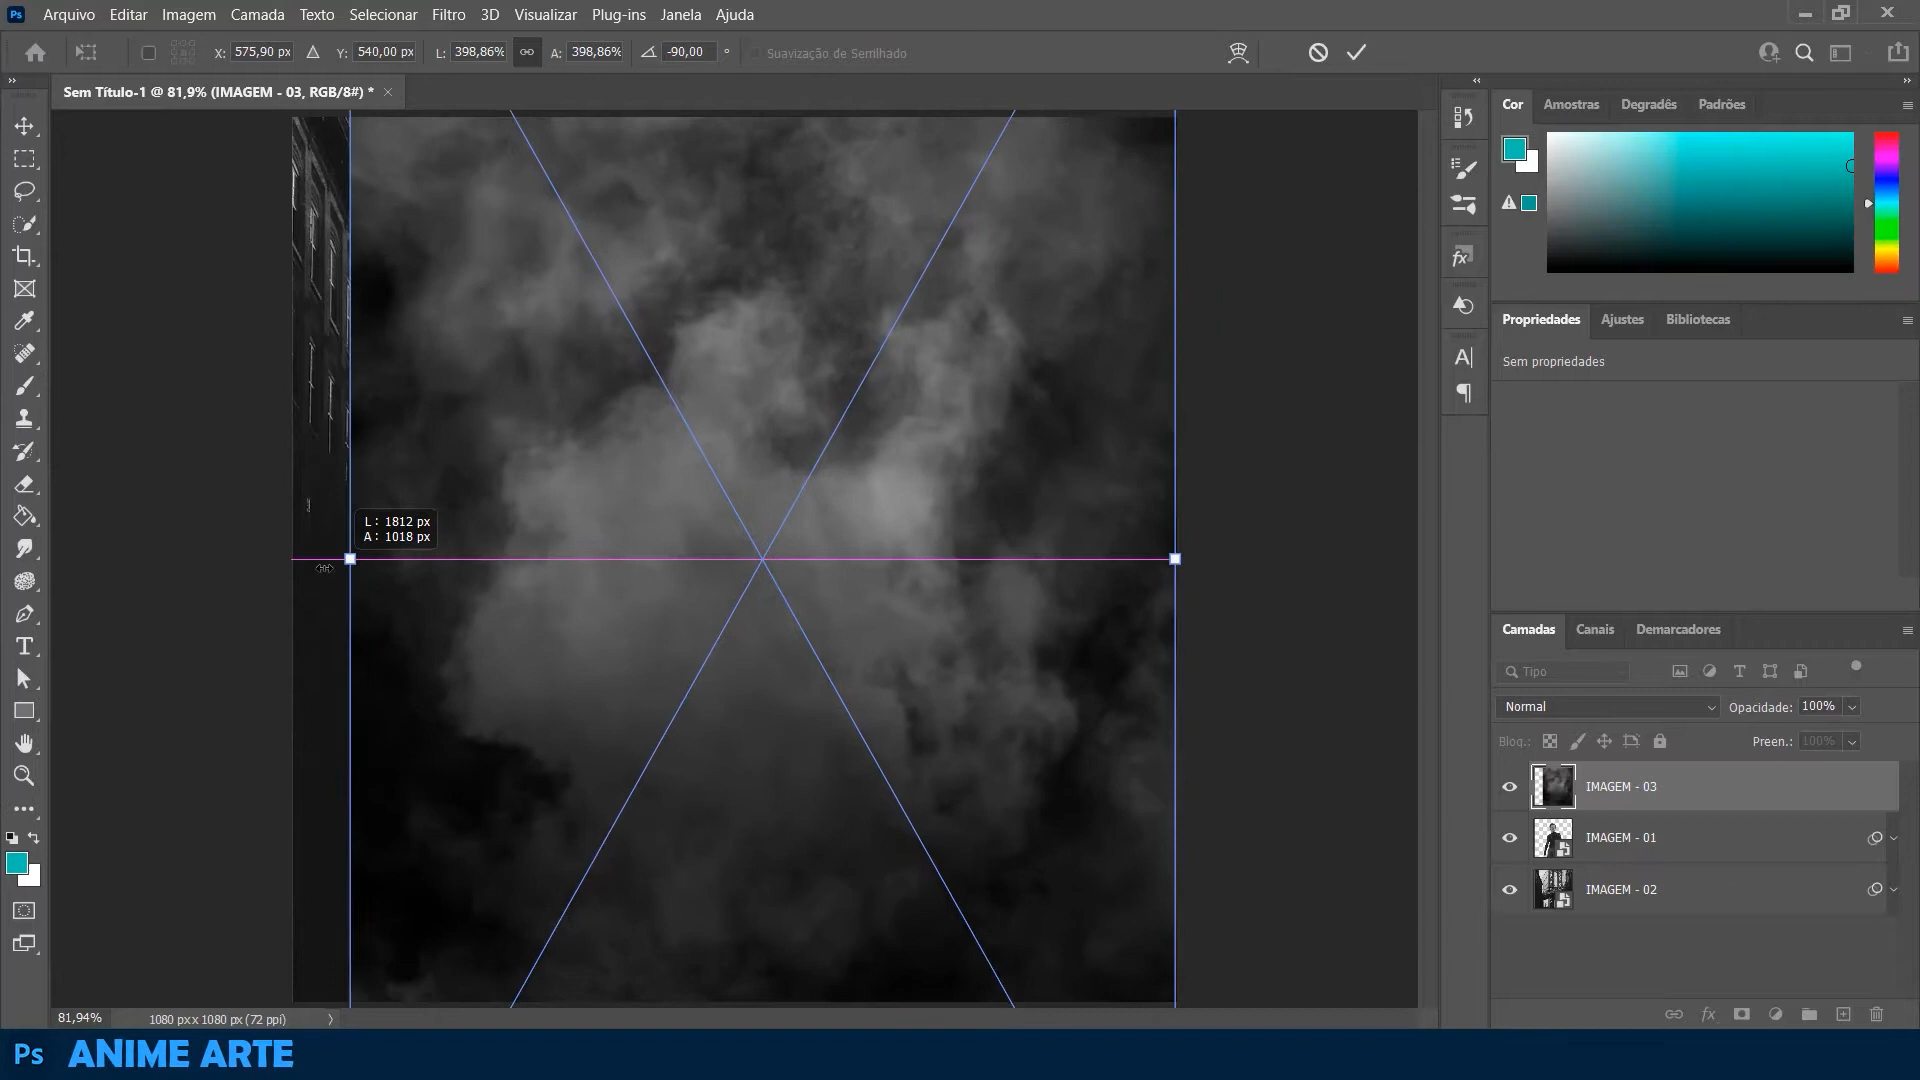 Ps Arquivo Editar Imagem Camada Texto Selecionar Filtro 3D Visualizar Plug-ins Janela Ajuda
X: 575,90 px Y: 540,00 px L: 398,86% A: 398,86% -90,00 ° Suavização de Serrilhado
Sem Título-1 @ 81,9% (IMAGEM - 03, RGB/8#) *
Cor Amostras Degradês Padrões
Propriedades Ajustes Bibliotecas
Sem propriedades
L: 1812 px
A: 1018 px
Camadas Canais Demarcadores
Tipo
Normal Opacidade: 100%
Bloq.: Preen.: 100%
IMAGEM - 03
IMAGEM - 01
IMAGEM - 02
81,94% 1080 px x 1080 px (72 ppi)
Ps ANIME ARTE